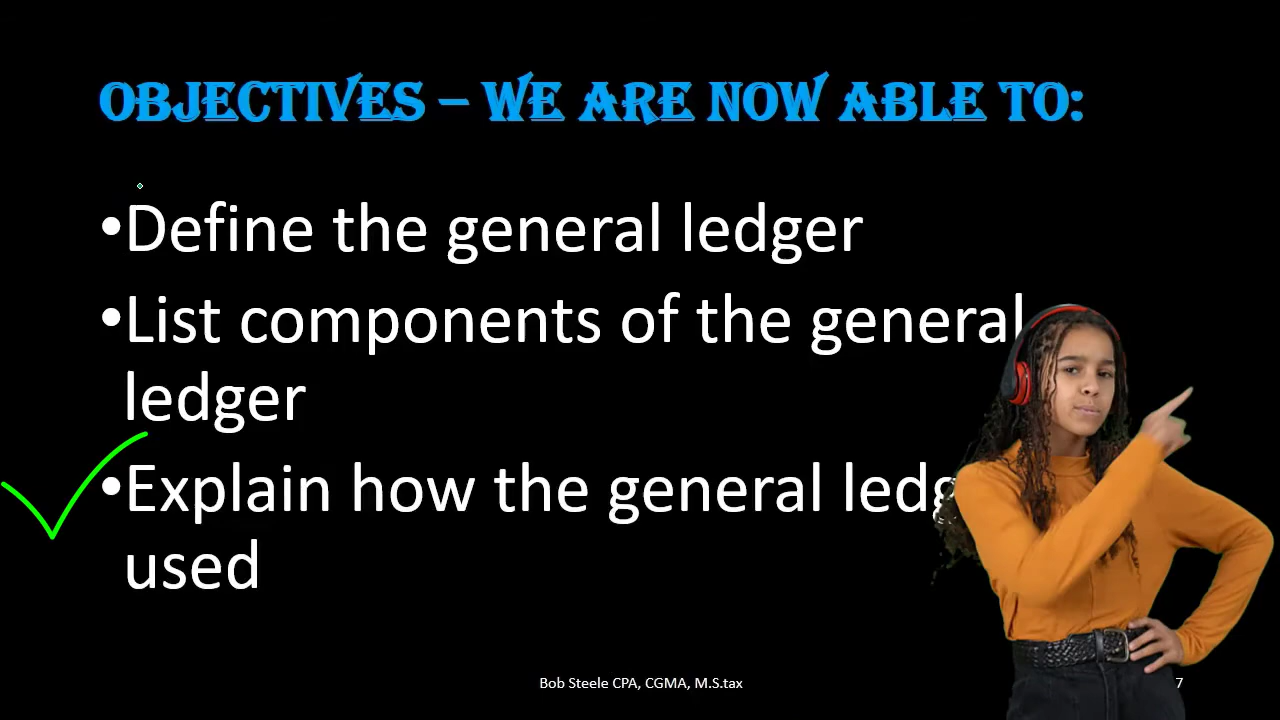 OBJECTIVES – WE ARE NOW ABLE TO:
•Define the general ledger
•List components of the general
ledger
•Explain how the general ledg
used
Bob Steele CPA, CGMA, M.S.tax
7